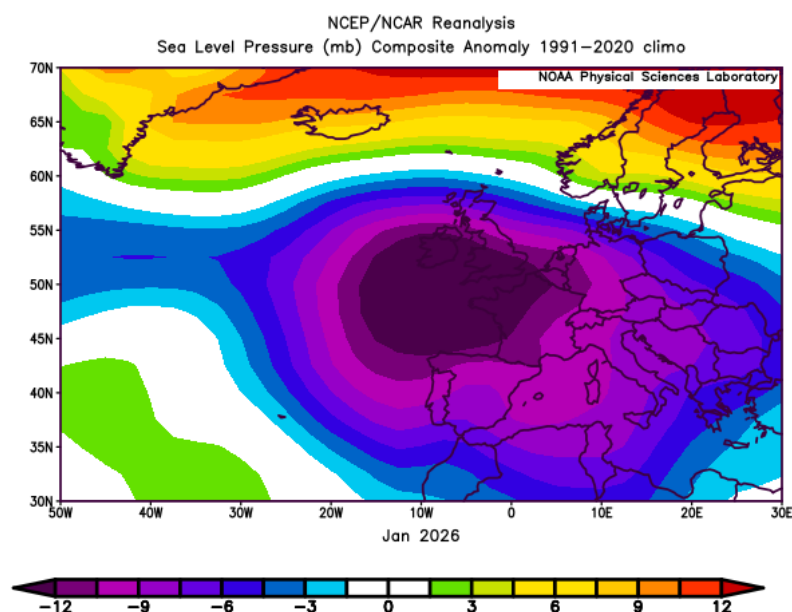 NCEP/NCAR Reanalysis
Sea Level Pressure (mb) Composite Anomaly 1991−2020 climo
NOAA Physical Sciences Laboratory
70N
65N
60N
55N
50N
45N
40N
35N
30N
50W 40W 30W 20W 10W 0 10E 20E 30E
Jan 2026
−12 −9 −6 −3 0 3 6 9 12